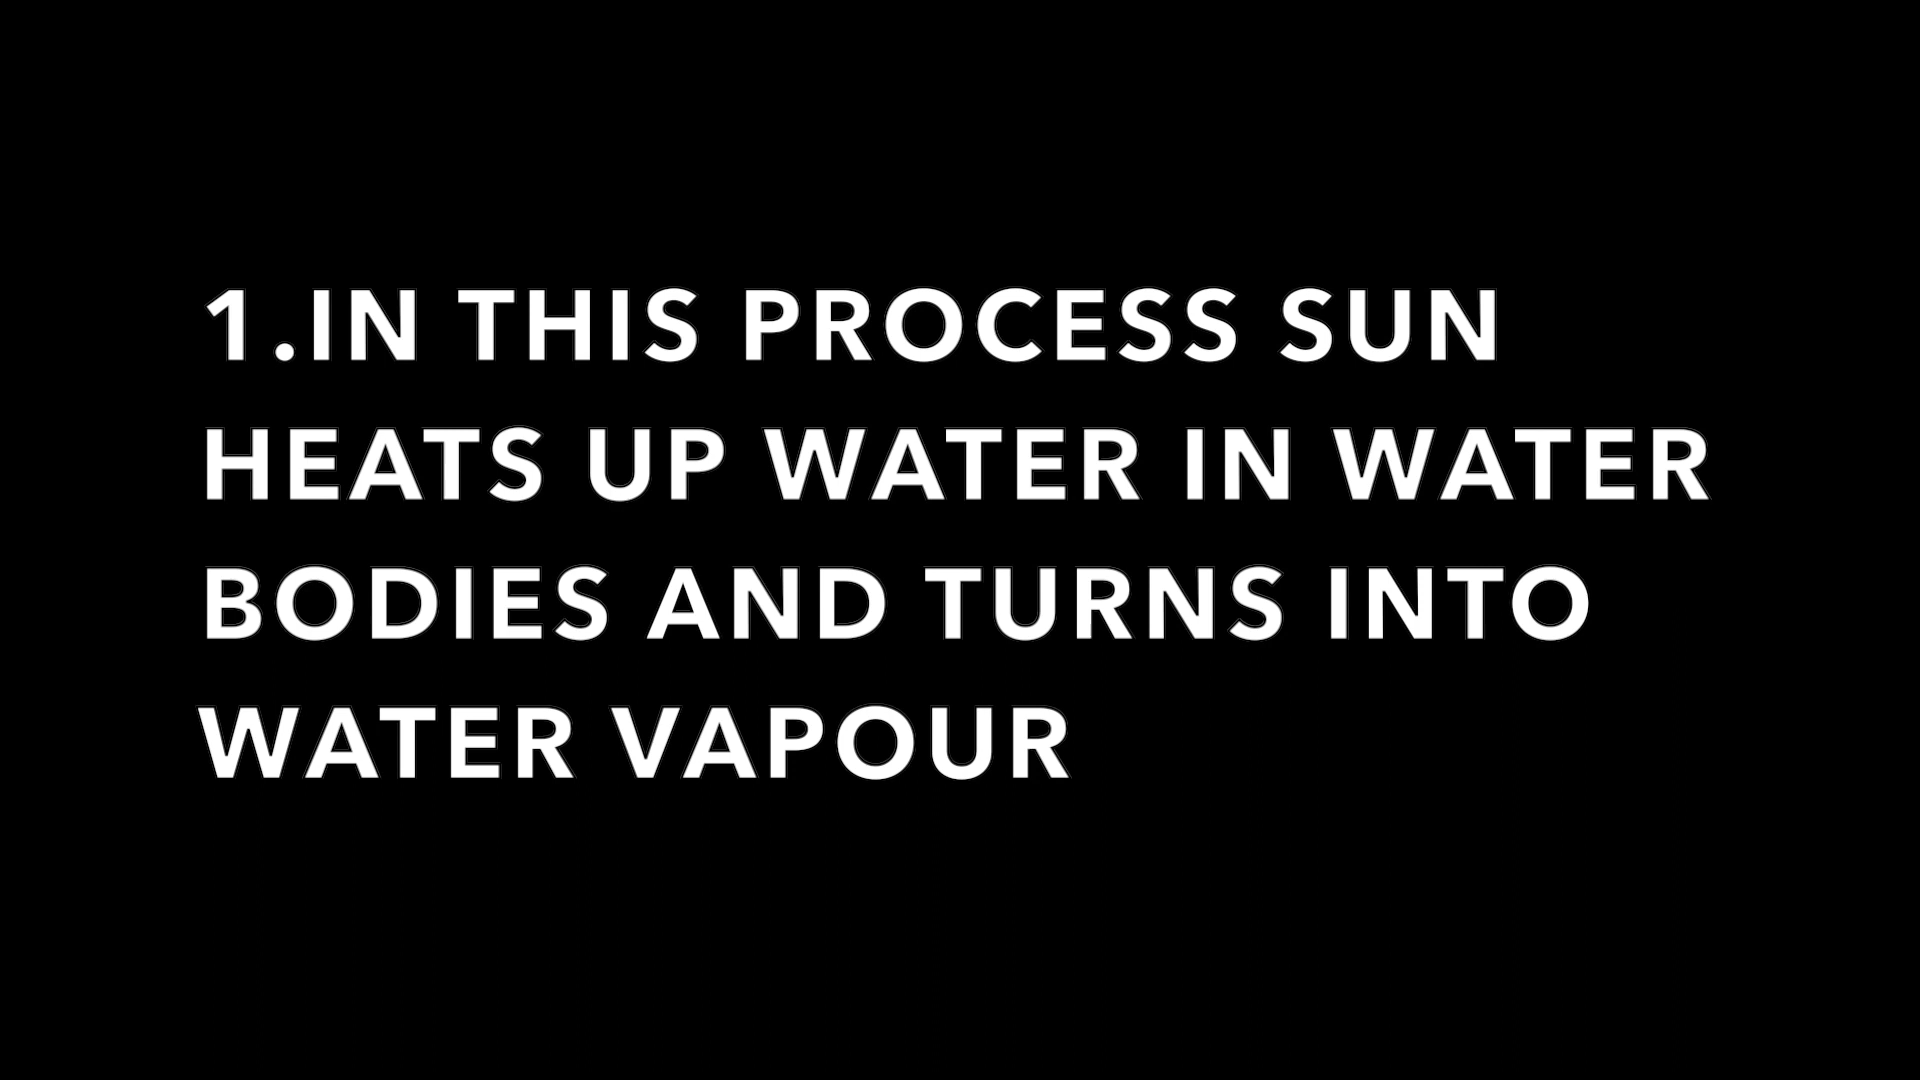 1.IN THIS PROCESS SUN
HEATS UP WATER IN WATER
BODIES AND TURNS INTO
WATER VAPOUR